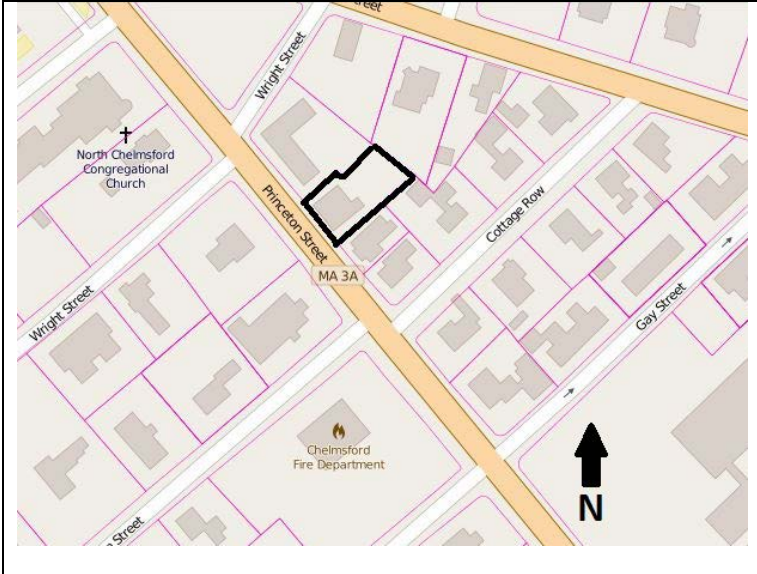 Street
Wright Street
North Chelmsford
Congregational
Church
Princeton Street
Cottage Row
MA 3A
Wright Street
Gay Street
Chelmsford
Fire Department
N
Street